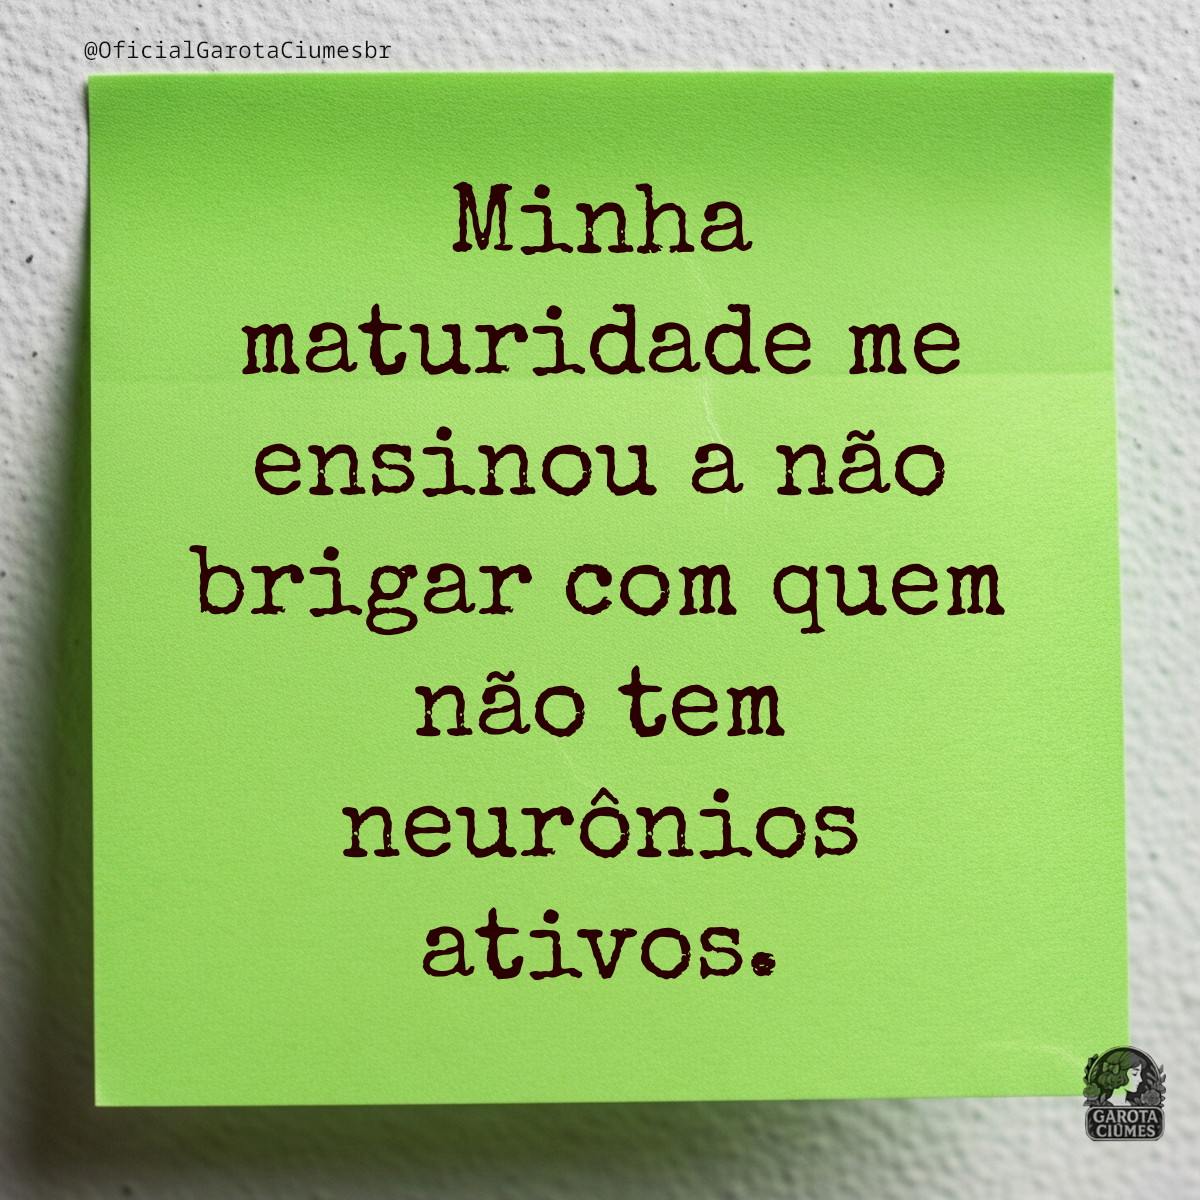 @OficialGarotaCiumesbr
Minha
maturidade me
ensinou a não
brigar com quem
não tem
neurônios
ativos.
GAROTA
CIÚMES